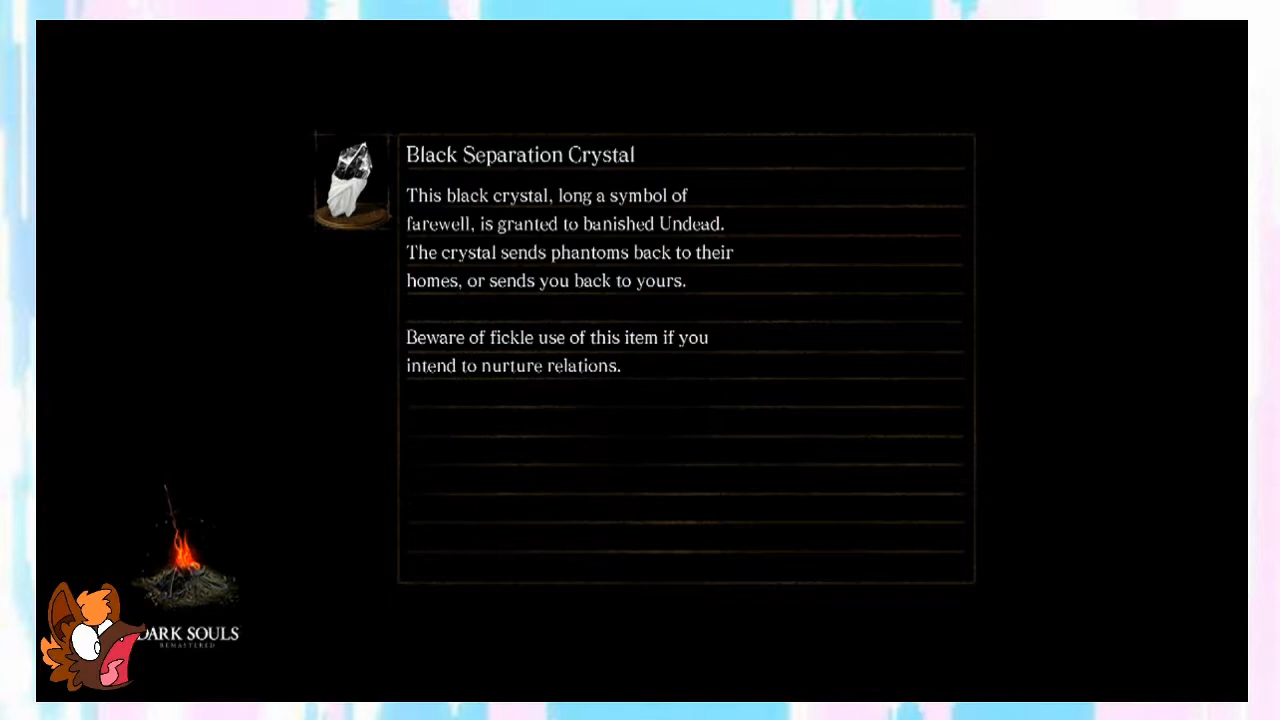 Black Separation Crystal
This black crystal, long a symbol of
farewell, is granted to banished Undead.
The crystal sends phantoms back to their
homes, or sends you back to yours.
Beware of fickle use of this item if you
intend to nurture relations.
DARK SOULS
REMASTERED